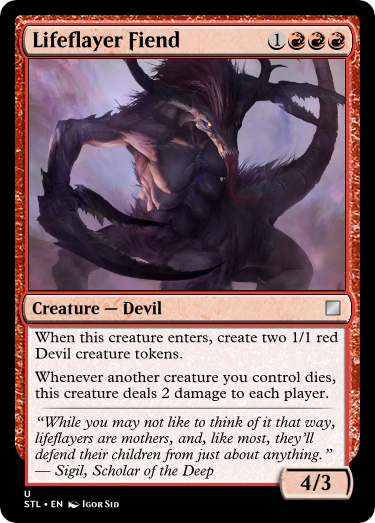 Lifeflayer Fiend 1
Creature — Devil
When this creature enters, create two 1/1 red
Devil creature tokens.
Whenever another creature you control dies,
this creature deals 2 damage to each player.
“While you may not like to think of it that way,
lifeflayers are mothers, and, like most, they’ll
defend their children from just about anything.”
— Sigil, Scholar of the Deep
4/3
U
STL • EN Igor Sid